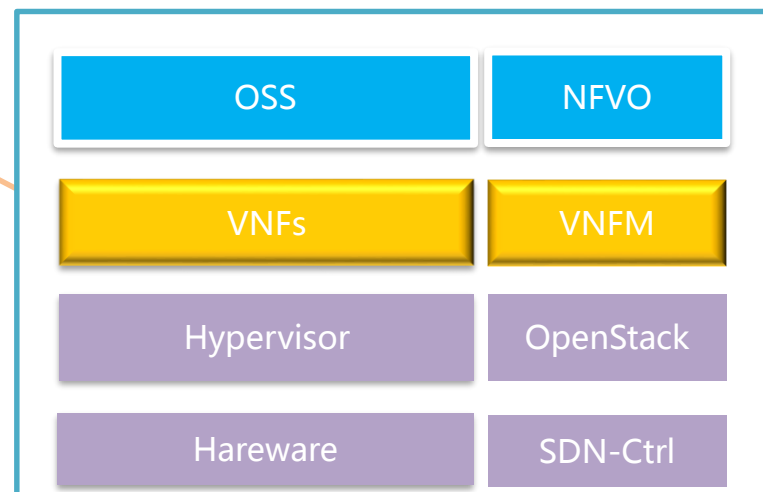 OSS
NFVO
VNFs
VNFM
Hypervisor
OpenStack
Hareware
SDN-Ctrl